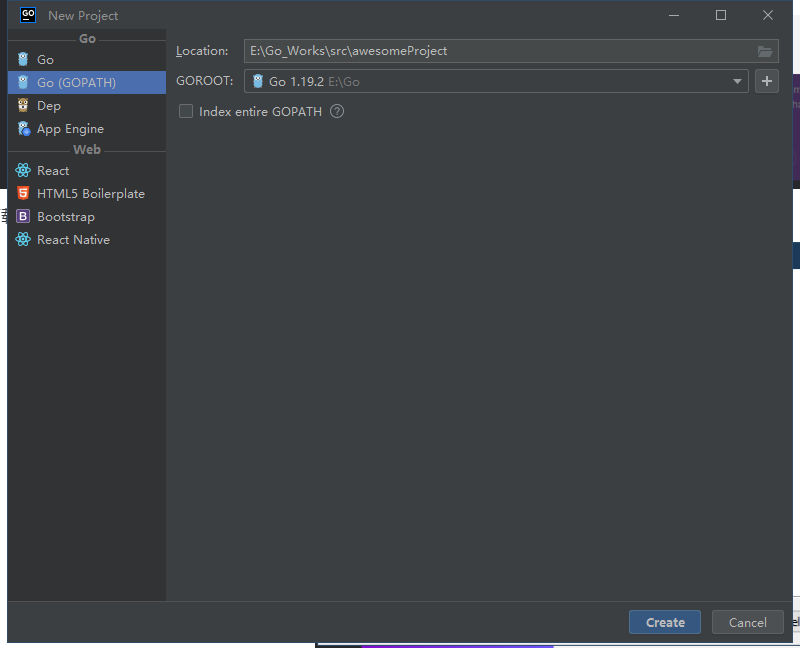 GO New Project
Go
Go
Go (GOPATH)
Dep
App Engine
Web
React
HTML5 Boilerplate
Bootstrap
React Native
Location: E:\Go_Works\src\awesomeProject
GOROOT: Go 1.19.2 E:\Go
Index entire GOPATH ?
Create Cancel